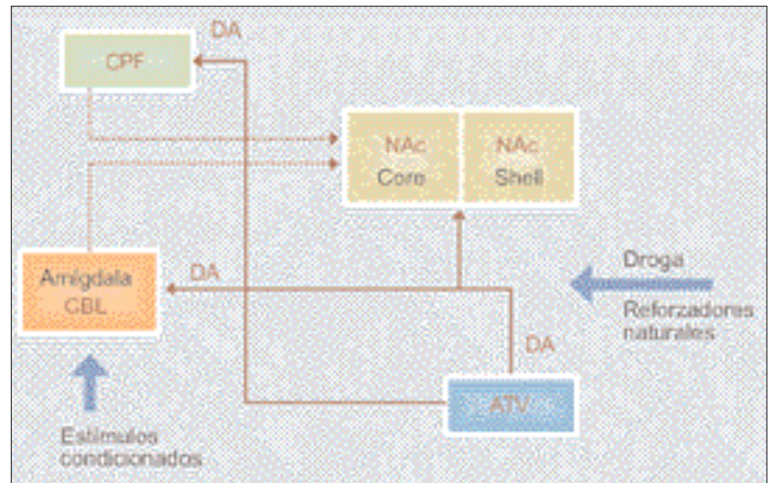 DA
CPF
NAc
Core
NAc
Shell
Amígdala
CBL
DA
Droga
Reforzadores
naturales
DA
ATV
Estímulos
condicionados